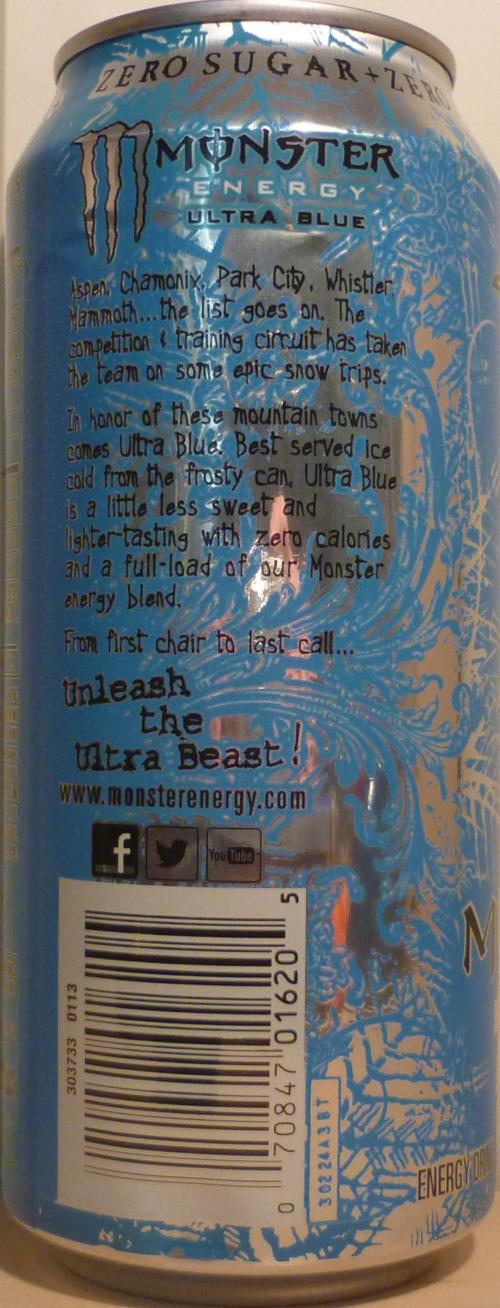 ZERO SUGAR+ZERO
MONSTER
ENERGY
ULTRA BLUE
Aspen, Chamonix, Park City, Whistler,
Mammoth...the list goes on. The
competition & training circuit has taken
the team on some epic snow trips.
In honor of these mountain towns
comes Ultra Blue. Best served ice
cold from the frosty can, Ultra Blue
is a little less sweet and
lighter-tasting with zero calories
and a full-load of our Monster
energy blend.
From first chair to last call...
Unleash
the
Ultra Beast!
www.monsterenergy.com
f
You Tube
303733 0113
0 70847 01620 5
30224A3BT
M
ENERGY DRI